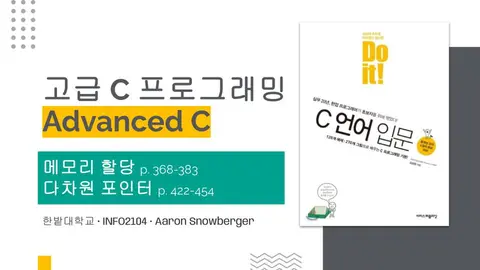 고급 C 프로그래밍
Advanced C
메모리 할당 p. 368-383
다차원 포인터 p. 422-454
한밭대학교 • INFO2104 • Aaron Snowberger
Do
it!
C 언어 입문